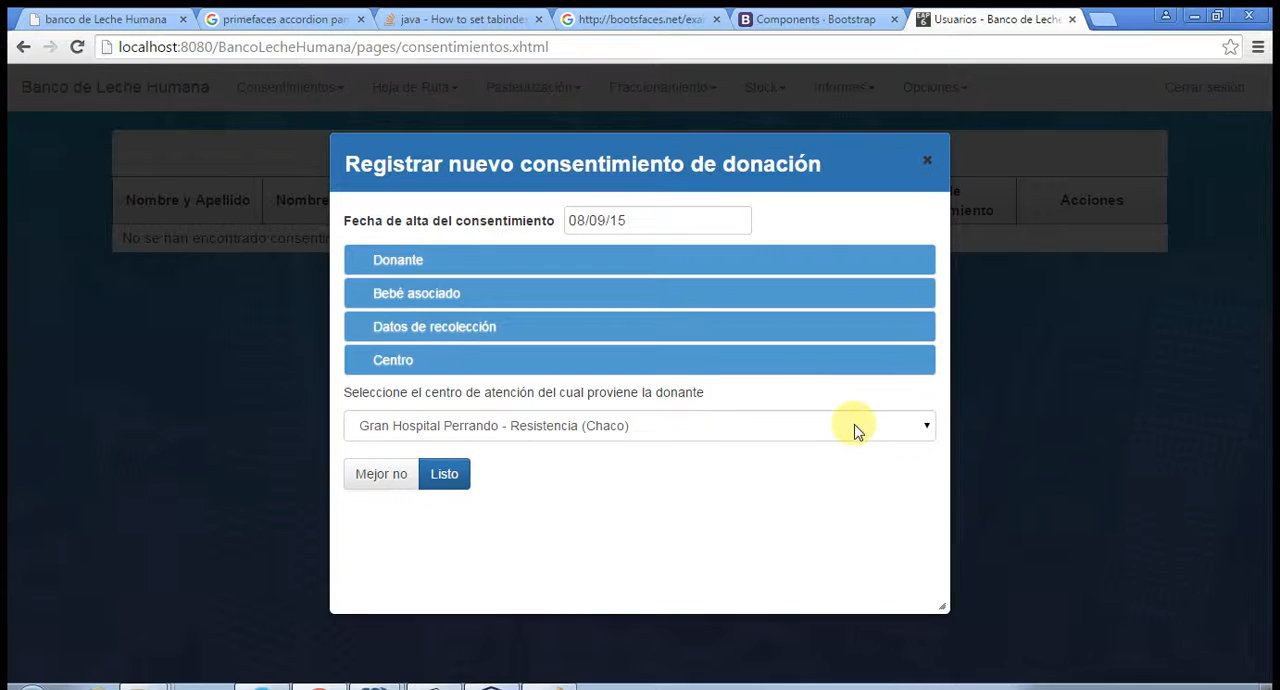 banco de Leche Humana
primefaces accordion pan
java - How to set tabinde
http://bootsfaces.net/exa
Components · Bootstrap
Usuarios - Banco de Leche
localhost:8080/BancoLecheHumana/pages/consentimientos.xhtml
Banco de Leche Humana Consentimientos Hoja de Ruta Pasteurización Fraccionamiento Stock Informes Opciones Cerrar sesión
Registrar nuevo consentimiento de donación
Nombre y Apellido
Nombre
Acciones
No se han encontrado consenti
Fecha de alta del consentimiento 08/09/15
Donante
Bebé asociado
Datos de recolección
Centro
Seleccione el centro de atención del cual proviene la donante
Gran Hospital Perrando - Resistencia (Chaco)
Mejor no Listo